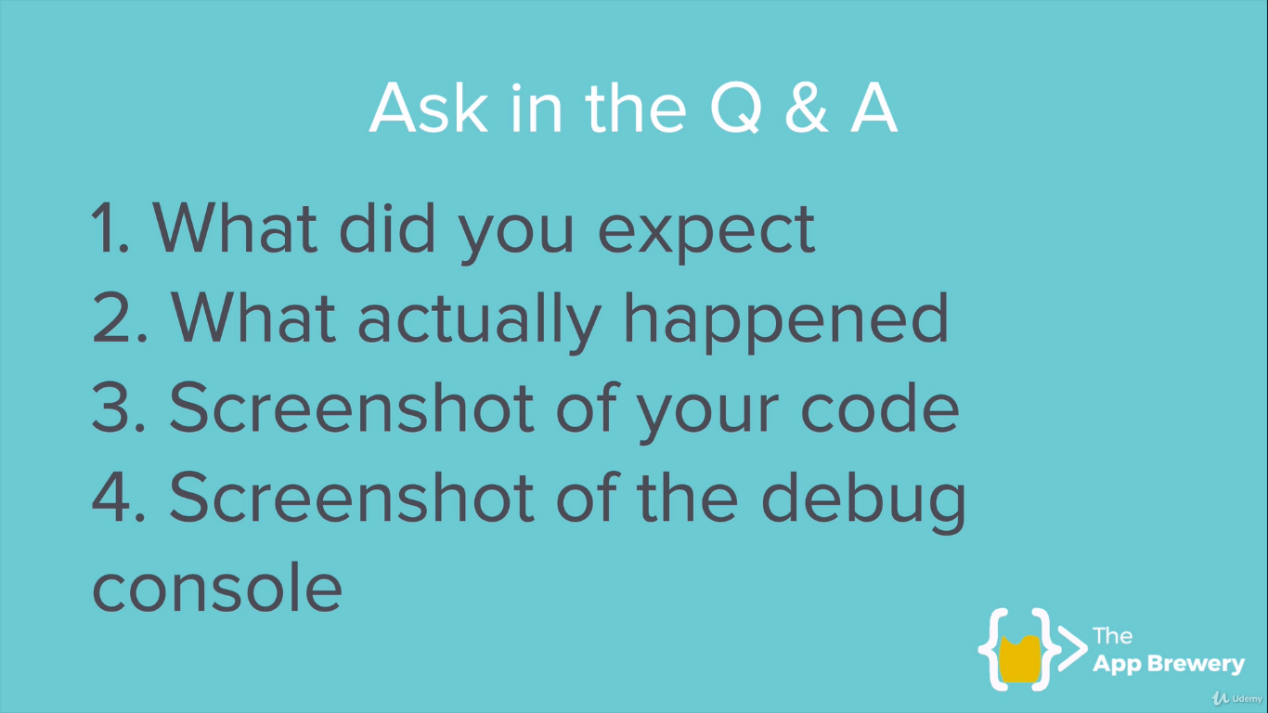 Ask in the Q & A
1. What did you expect
2. What actually happened
3. Screenshot of your code
4. Screenshot of the debug
console
The
App Brewery
Udemy